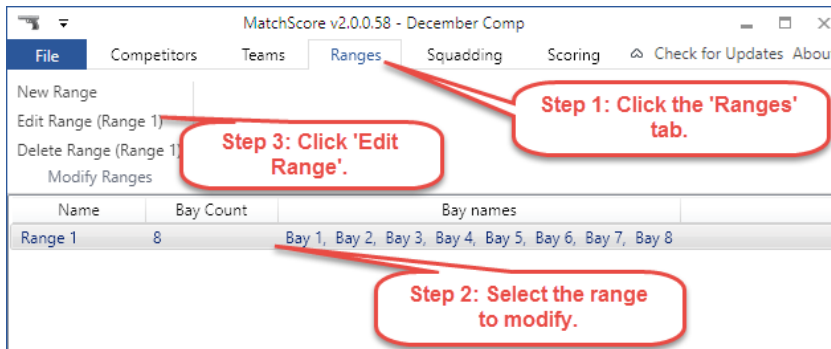 MatchScore v2.0.0.58 - December Comp
File Competitors Teams Ranges Squadding Scoring Check for Updates Abou
New Range
Edit Range (Range 1)
Delete Range (Range 1)
Modify Ranges
Step 1: Click the 'Ranges'
tab.
Step 3: Click 'Edit
Range'.
Name Bay Count Bay names
Range 1 8 Bay 1, Bay 2, Bay 3, Bay 4, Bay 5, Bay 6, Bay 7, Bay 8
Step 2: Select the range
to modify.